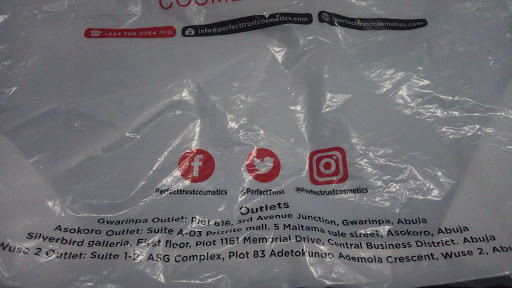 COSME
+234 700 0764 700 info@perfecttrustcosmetics.com perfecttrustcosmetics.com
Perfecttrustcosmetics @PerfectTrust @Perfecttrustcosmetics
Outlets
Gwarinpa Outlet: Plot 616, 3rd Avenue Junction, Gwarinpa, Abuja
Asokoro Outlet: Suite A-03 mall, 5 Maitama sule street, Asokoro, Abuja
Silverbird galleria, First floor, Plot 1161 Memorial Drive, Central Business District. Abuja
Wuse 2 Outlet: Suite 1-2, ASG Complex, Plot 83 Adetokunbo Ademola Crescent, Wuse 2, Abu